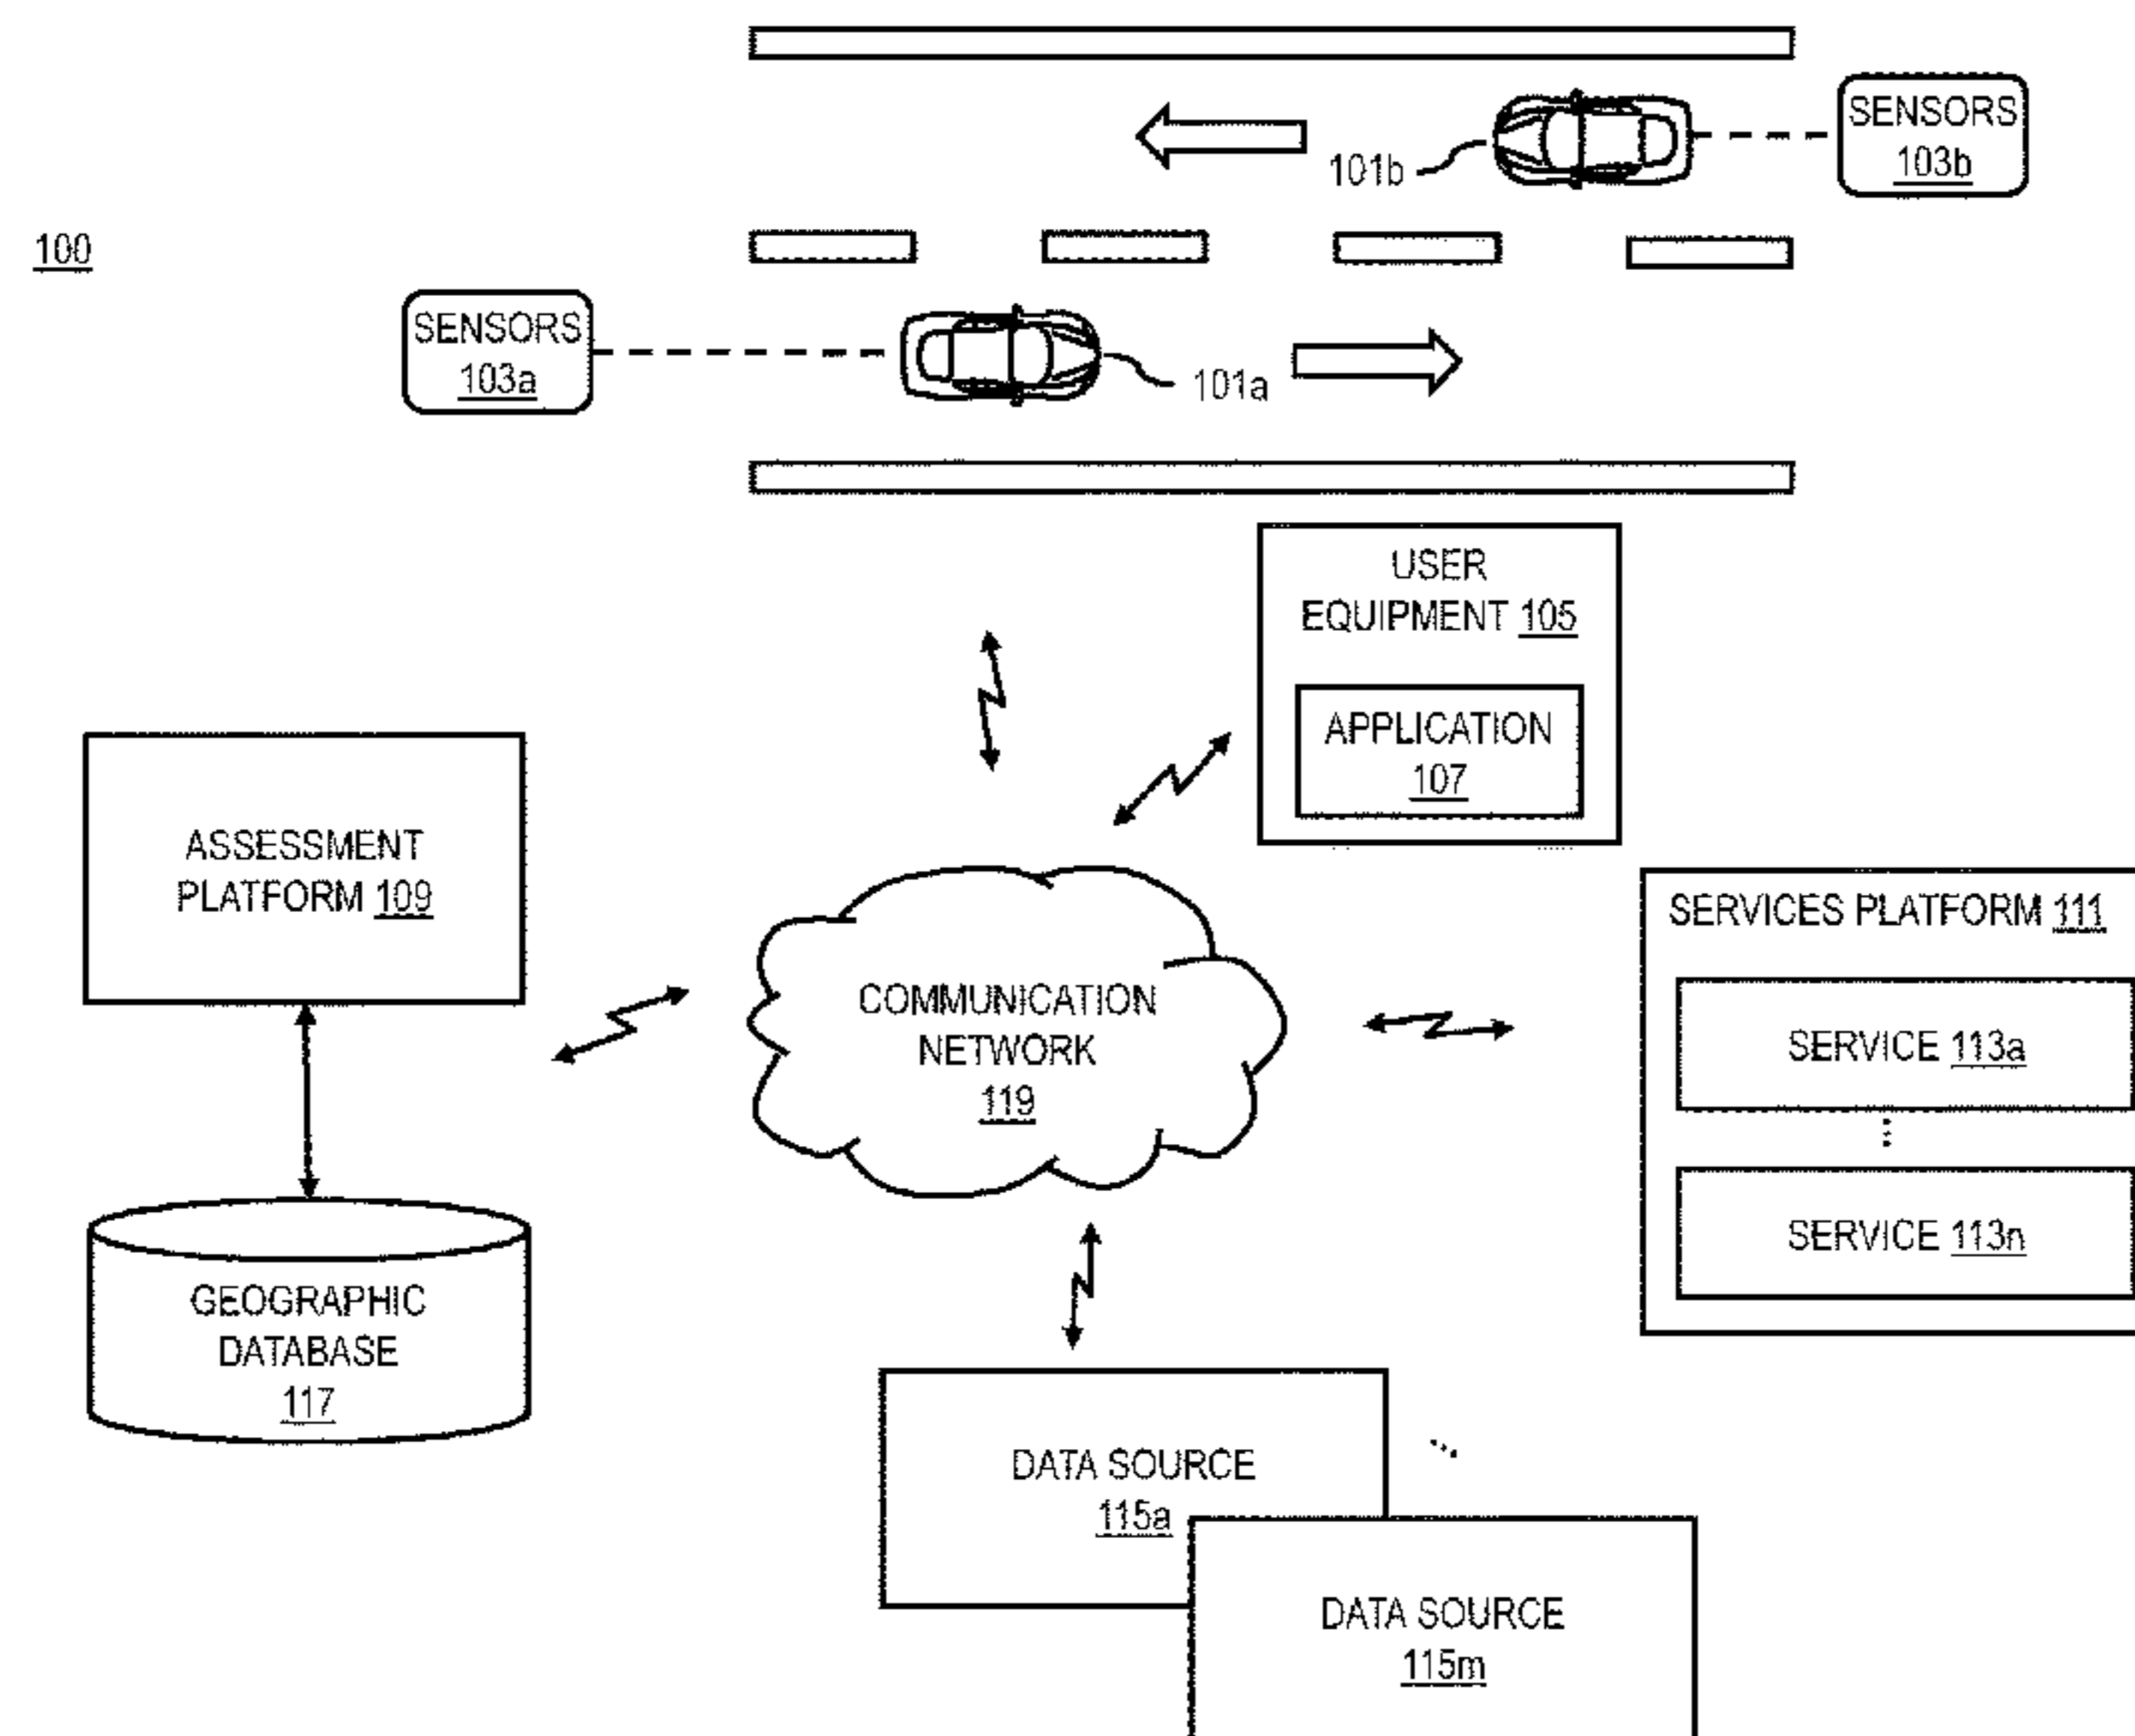 SENSORS
103b
101b
100
SENSORS
103a
101a
USER
EQUIPMENT 105
APPLICATION
107
ASSESSMENT
PLATFORM 109
SERVICES PLATFORM 111
COMMUNICATION
NETWORK
119
SERVICE 113a
SERVICE 113n
GEOGRAPHIC
DATABASE
117
DATA SOURCE
115a
DATA SOURCE
115m